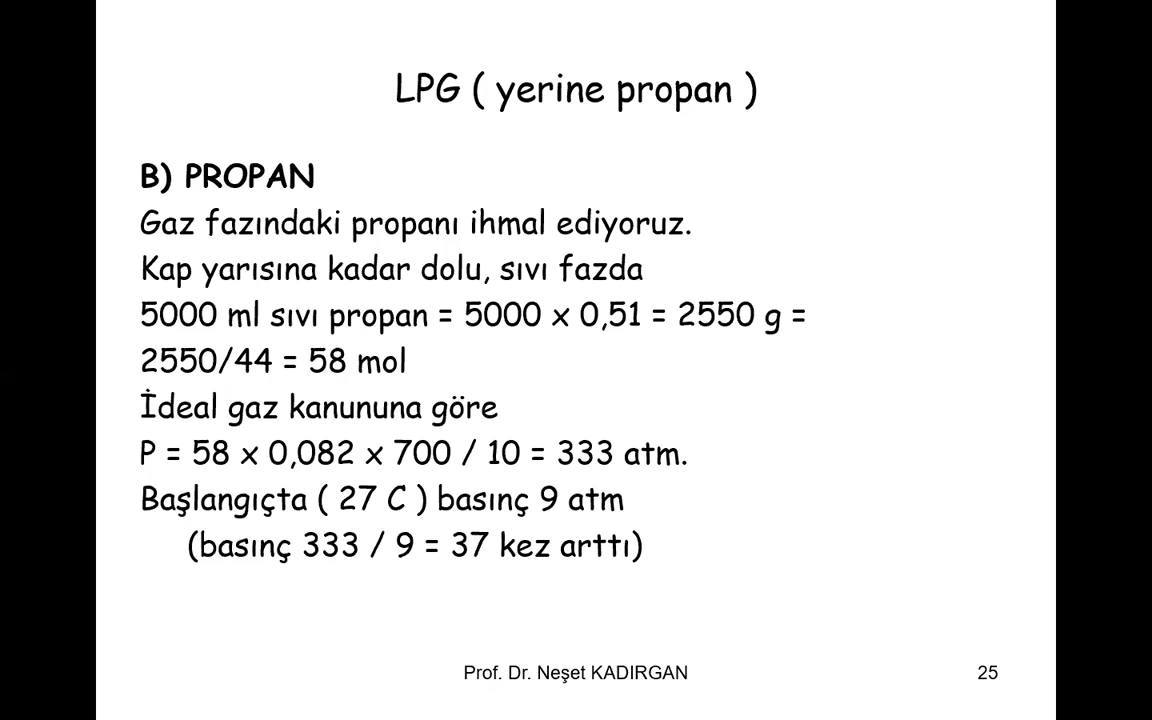 LPG ( yerine propan )
B) PROPAN
Gaz fazındaki propanı ihmal ediyoruz.
Kap yarısına kadar dolu, sıvı fazda
5000 ml sıvı propan = 5000 x 0,51 = 2550 g =
2550/44 = 58 mol
İdeal gaz kanununa göre
P = 58 x 0,082 x 700 / 10 = 333 atm.
Başlangıçta ( 27 C ) basınç 9 atm
(basınç 333 / 9 = 37 kez arttı)
Prof. Dr. Neşet KADIRGAN
25